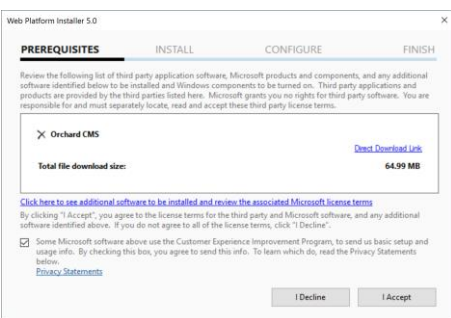 Web Platform Installer 5.0
PREREQUISITES INSTALL CONFIGURE FINISH
Review the following list of third party application software, Microsoft products and components, and any additional
software identified below to be installed and Windows components to be turned on. Third party applications and
products are provided by the third parties listed here. Microsoft grants you no rights for third party software. You are
responsible for and must separately locate, read and accept these third party license terms.
Orchard CMS
Direct Download Link
Total file download size: 64.99 MB
Click here to see additional software to be installed and review the associated Microsoft license terms
By clicking "I Accept", you agree to the license terms for the third party and Microsoft software, and any additional
software identified above. If you do not agree to all of the license terms, click "I Decline".
Some Microsoft software above use the Customer Experience Improvement Program, to send us basic setup and
usage info. By checking this box, you agree to send this info. To learn which do, read the Privacy Statements
below.
Privacy Statements
I Decline I Accept